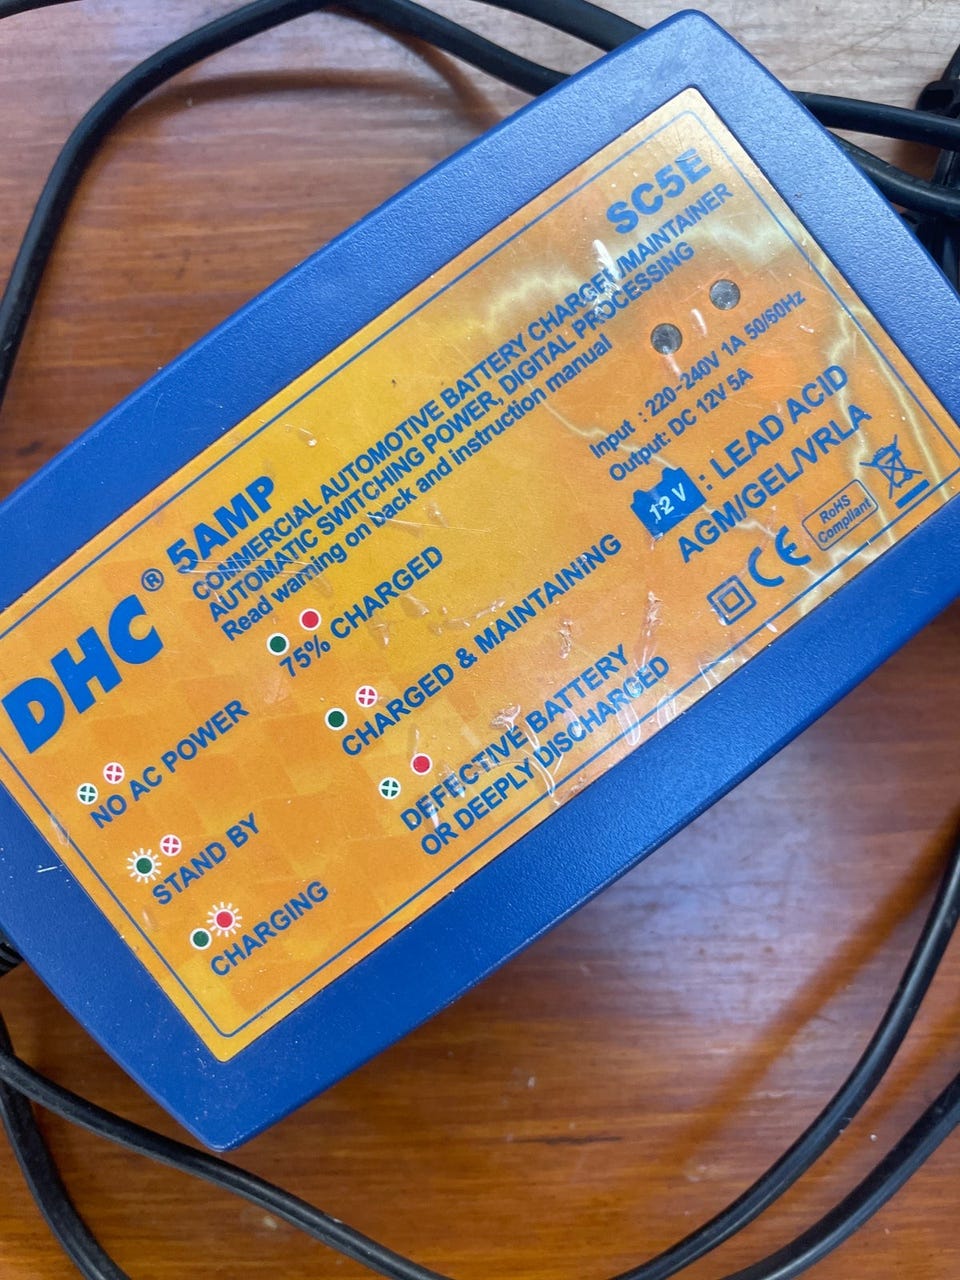 SC5E
DHC® 5AMP
COMMERCIAL AUTOMOTIVE BATTERY CHARGER/MAINTAINER
AUTOMATIC SWITCHING POWER, DIGITAL PROCESSING
Read warning on back and instruction manual
NO AC POWER
STAND BY
CHARGING
75% CHARGED
CHARGED & MAINTAINING
DEFECTIVE BATTERY
OR DEEPLY DISCHARGED
Input : 220-240V 1A 50/60Hz
Output: DC 12V 5A
12 V : LEAD ACID
AGM/GEL/VRLA
CE
RoHS
Compliant